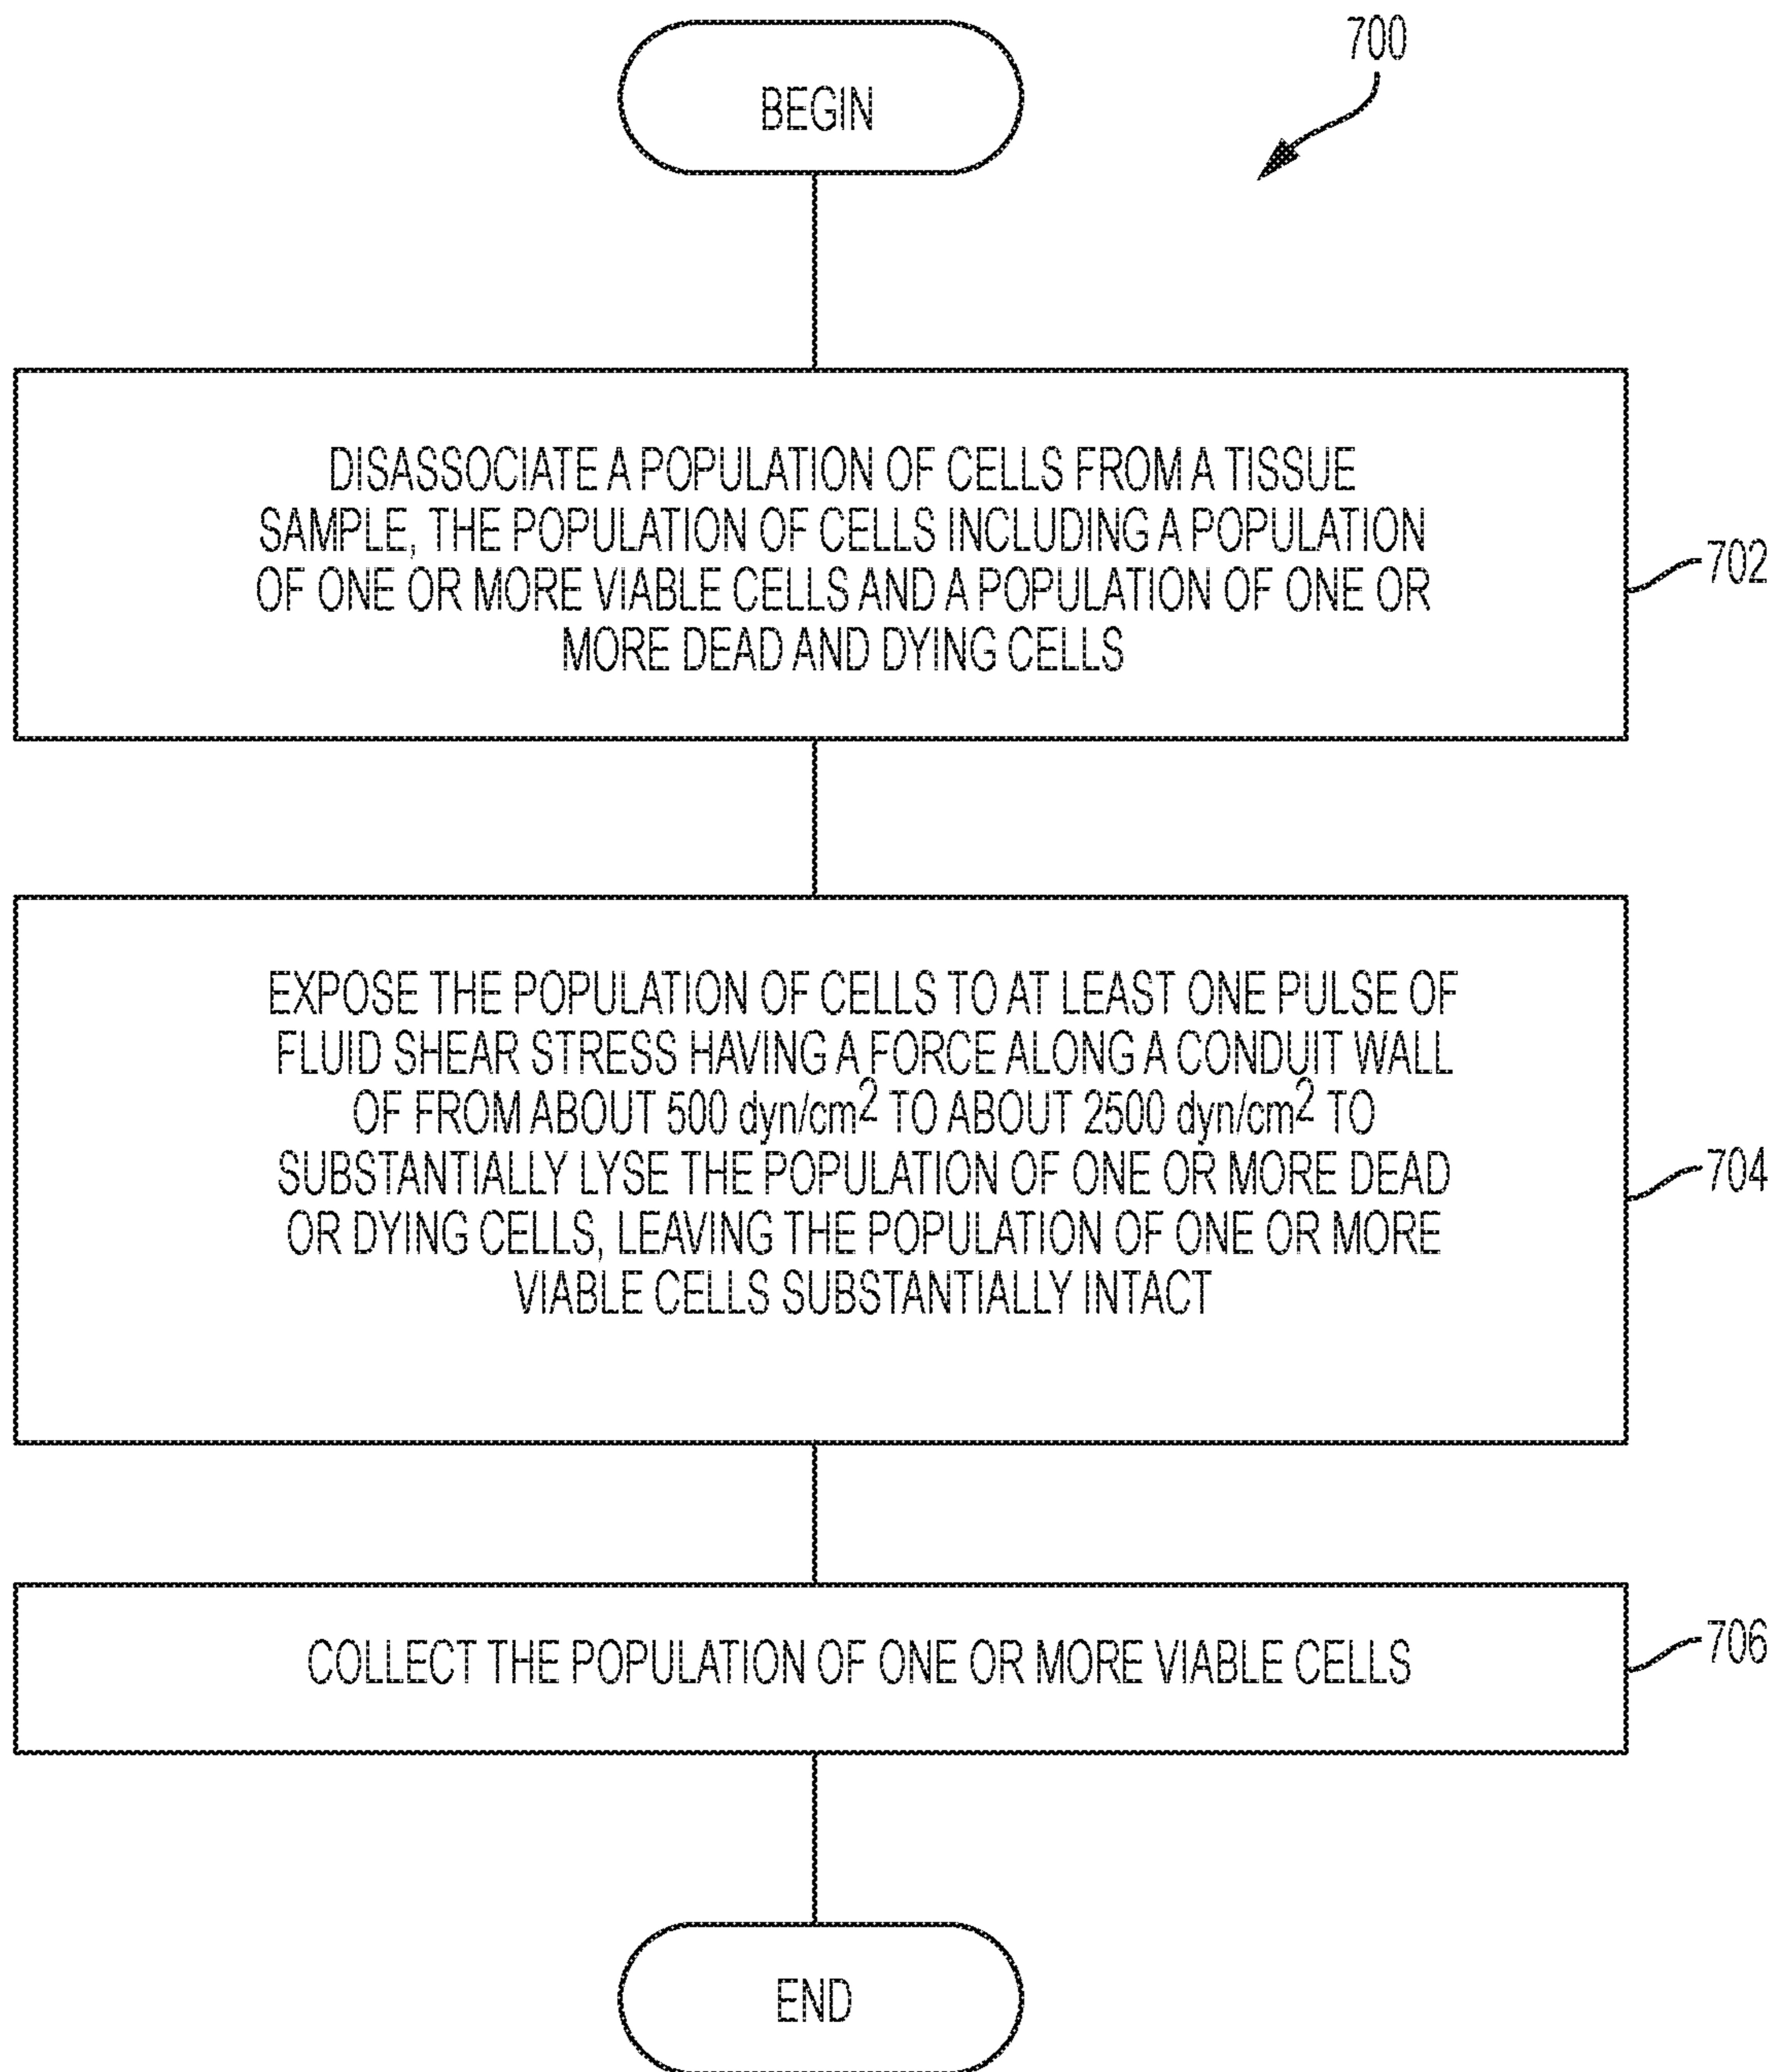 700
BEGIN
DISASSOCIATE A POPULATION OF CELLS FROM A TISSUE
SAMPLE, THE POPULATION OF CELLS INCLUDING A POPULATION
OF ONE OR MORE VIABLE CELLS AND A POPULATION OF ONE OR
MORE DEAD AND DYING CELLS
702
EXPOSE THE POPULATION OF CELLS TO AT LEAST ONE PULSE OF
FLUID SHEAR STRESS HAVING A FORCE ALONG A CONDUIT WALL
OF FROM ABOUT 500 dyn/cm² TO ABOUT 2500 dyn/cm² TO
SUBSTANTIALLY LYSE THE POPULATION OF ONE OR MORE DEAD
OR DYING CELLS, LEAVING THE POPULATION OF ONE OR MORE
VIABLE CELLS SUBSTANTIALLY INTACT
704
COLLECT THE POPULATION OF ONE OR MORE VIABLE CELLS
706
END